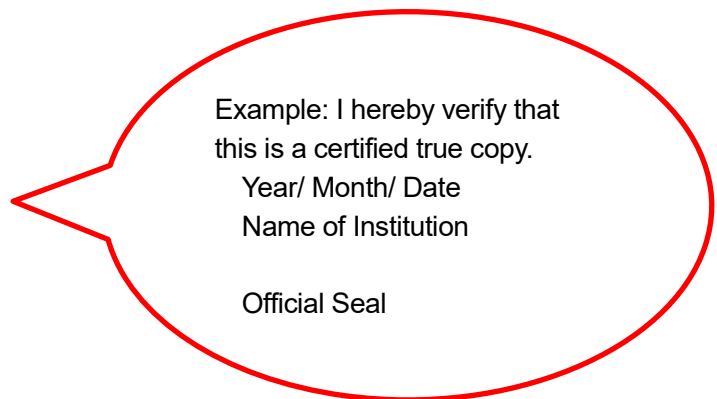 Example: I hereby verify that
this is a certified true copy.
Year/ Month/ Date
Name of Institution
Official Seal